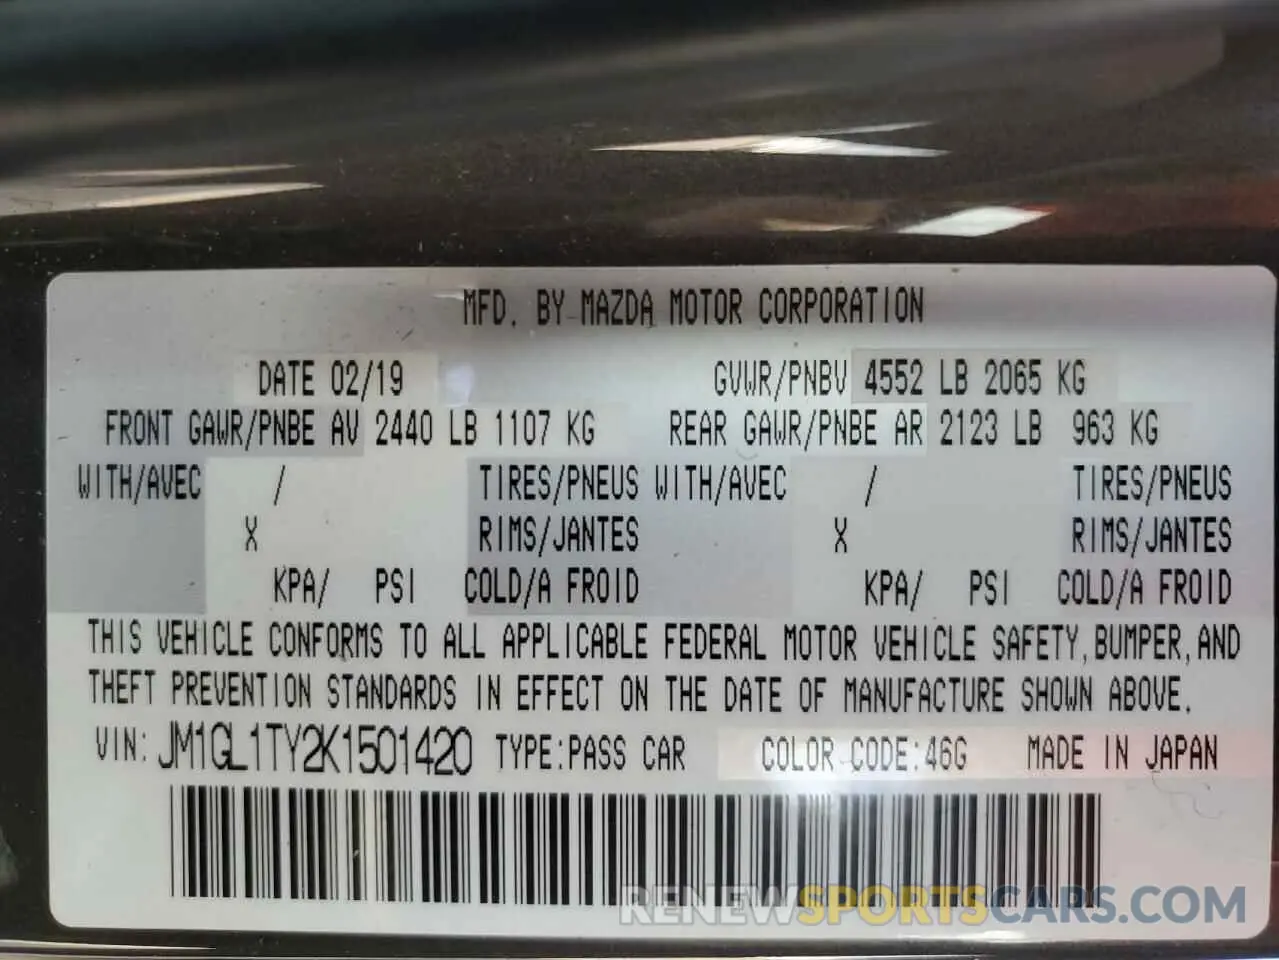 MFD. BY MAZDA MOTOR CORPORATION
DATE 02/19 GVWR/PNBV 4552 LB 2065 KG
FRONT GAWR/PNBE AV 2440 LB 1107 KG REAR GAWR/PNBE AR 2123 LB 963 KG
WITH/AVEC / TIRES/PNEUS WITH/AVEC / TIRES/PNEUS
X RIMS/JANTES X RIMS/JANTES
KPA/ PSI COLD/A FROID KPA/ PSI COLD/A FROID
THIS VEHICLE CONFORMS TO ALL APPLICABLE FEDERAL MOTOR VEHICLE SAFETY, BUMPER, AND
THEFT PREVENTION STANDARDS IN EFFECT ON THE DATE OF MANUFACTURE SHOWN ABOVE.
VIN: JM1GL1TY2K1501420 TYPE:PASS CAR COLOR CODE:46G MADE IN JAPAN
RENEWSPORTSCARS.COM